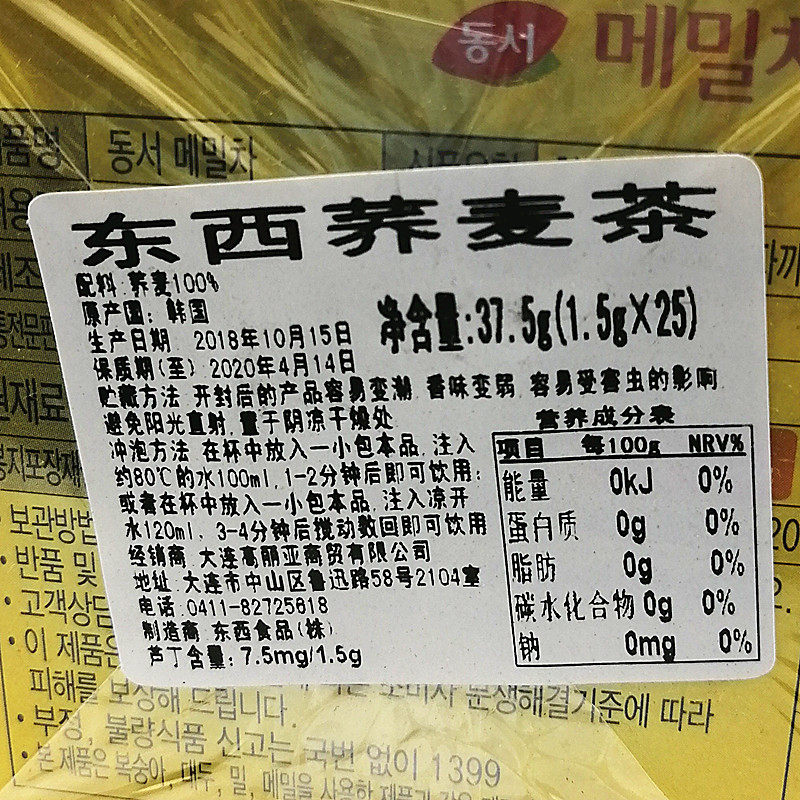 동서 메밀차
품명 동서 메밀차
东西荞麦茶
配料:荞麦100%
原产国:韩国
净含量:37.5g(1.5g×25)
生产日期 2018年10月15日
保质期(至) 2020年4月14日
贮藏方法 开封后的产品容易变潮 香味变弱 容易受害虫的影响
避免阳光直射,置于阴凉干燥处
冲泡方法 在杯中放入一小包本品,注入
约80℃的水100ml,1-2分钟后即可饮用;
或者在杯中放入一小包本品,注入凉开
水120ml, 3-4分钟后搅动数回即可饮用
经销商 大连高丽亚商贸有限公司
地址 大连市中山区鲁迅路58号2104室
电话 0411-82725618
制造商 东西食品(株)
芦丁含量: 7.5mg/1.5g
营养成分表
项目 每100g NRV%
能量 0kJ 0%
蛋白质 0g 0%
脂肪 0g 0%
碳水化合物 0g 0%
钠 0mg 0%
·보관방법
·반품 및
·고객상담
·이 제품은
분쟁해결기준에 따라
피해를 보상해 드립니다.
·부정, 불량식품 신고는 국번 없이 1399
·본 제품은 복숭아, 대두, 밀, 메밀을 사용한 제품과 같은